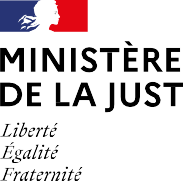 MINISTÈRE
DE LA JUST
Liberté
Égalité
Fraternité